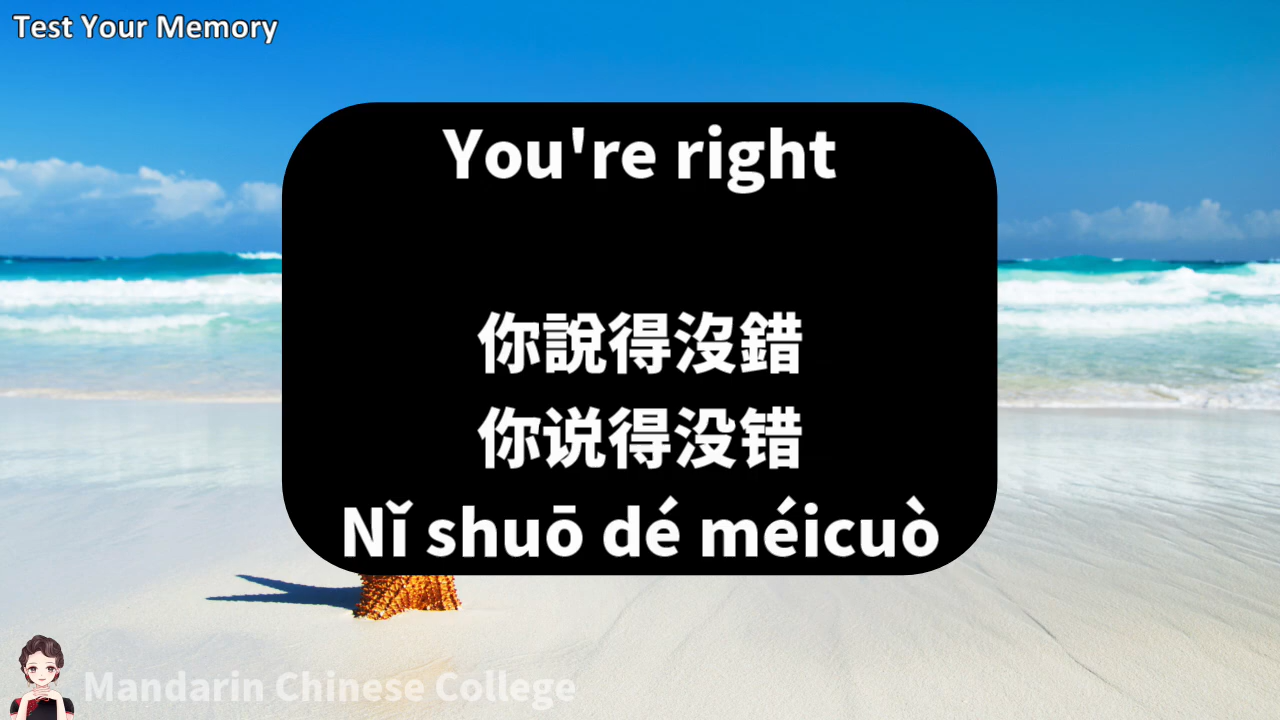 Test Your Memory
You're right
你說得沒錯
你说得没错
Nǐ shuō dé méicuò
Mandarin Chinese College